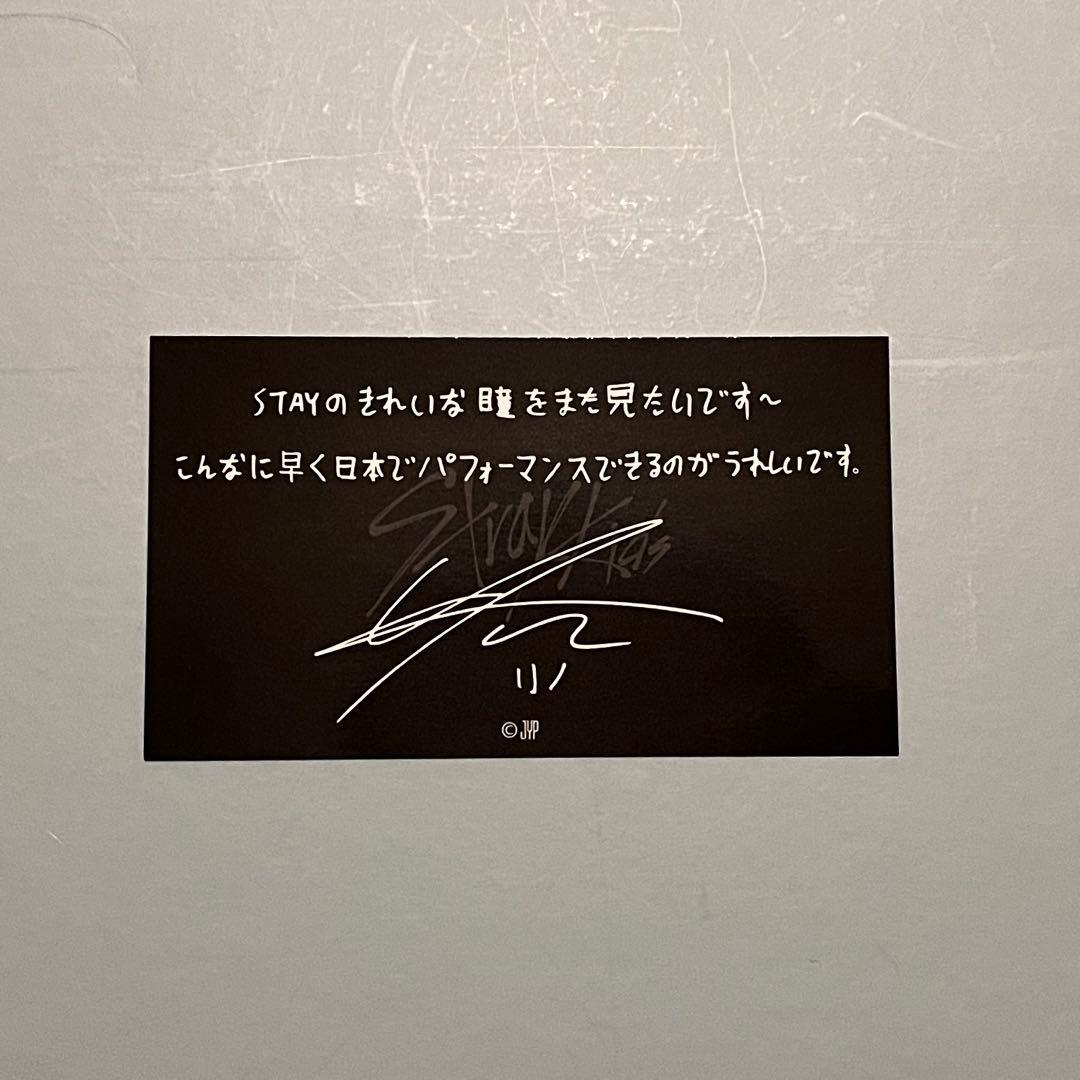 STAYのきれいな瞳をまた見たいです〜
こんなに早く日本でパフォーマンスできるのがうれしいです。
Stray Kids
リノ
© JYP